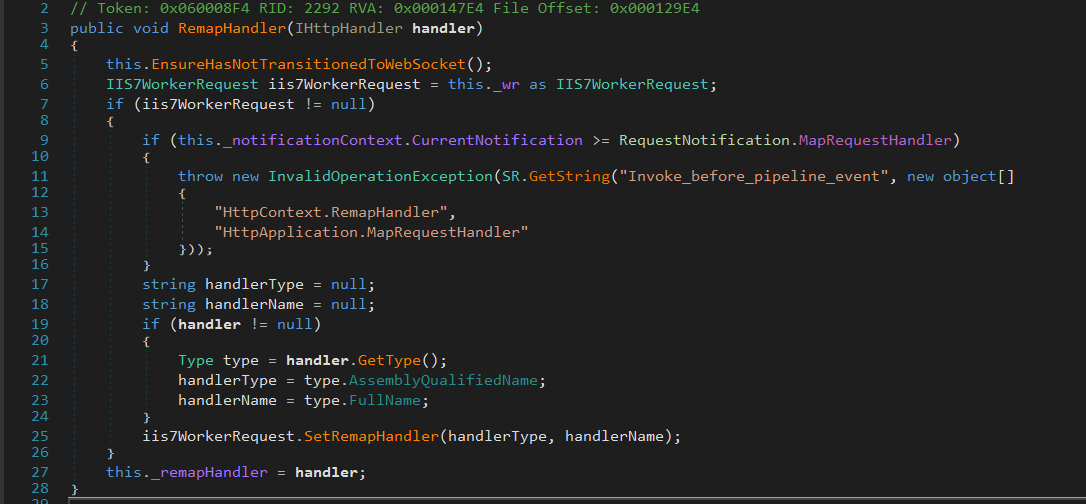 2 // Token: 0x060008F4 RID: 2292 RVA: 0x000147E4 File Offset: 0x000129E4
3 public void RemapHandler(IHttpHandler handler)
4 {
5     this.EnsureHasNotTransitionedToWebSocket();
6     IIS7WorkerRequest iis7WorkerRequest = this._wr as IIS7WorkerRequest;
7     if (iis7WorkerRequest != null)
8     {
9         if (this._notificationContext.CurrentNotification >= RequestNotification.MapRequestHandler)
10         {
11             throw new InvalidOperationException(SR.GetString("Invoke_before_pipeline_event", new object[]
12             {
13                 "HttpContext.RemapHandler",
14                 "HttpApplication.MapRequestHandler"
15             }));
16         }
17         string handlerType = null;
18         string handlerName = null;
19         if (handler != null)
20         {
21             Type type = handler.GetType();
22             handlerType = type.AssemblyQualifiedName;
23             handlerName = type.FullName;
24         }
25         iis7WorkerRequest.SetRemapHandler(handlerType, handlerName);
26     }
27     this._remapHandler = handler;
28 }
29